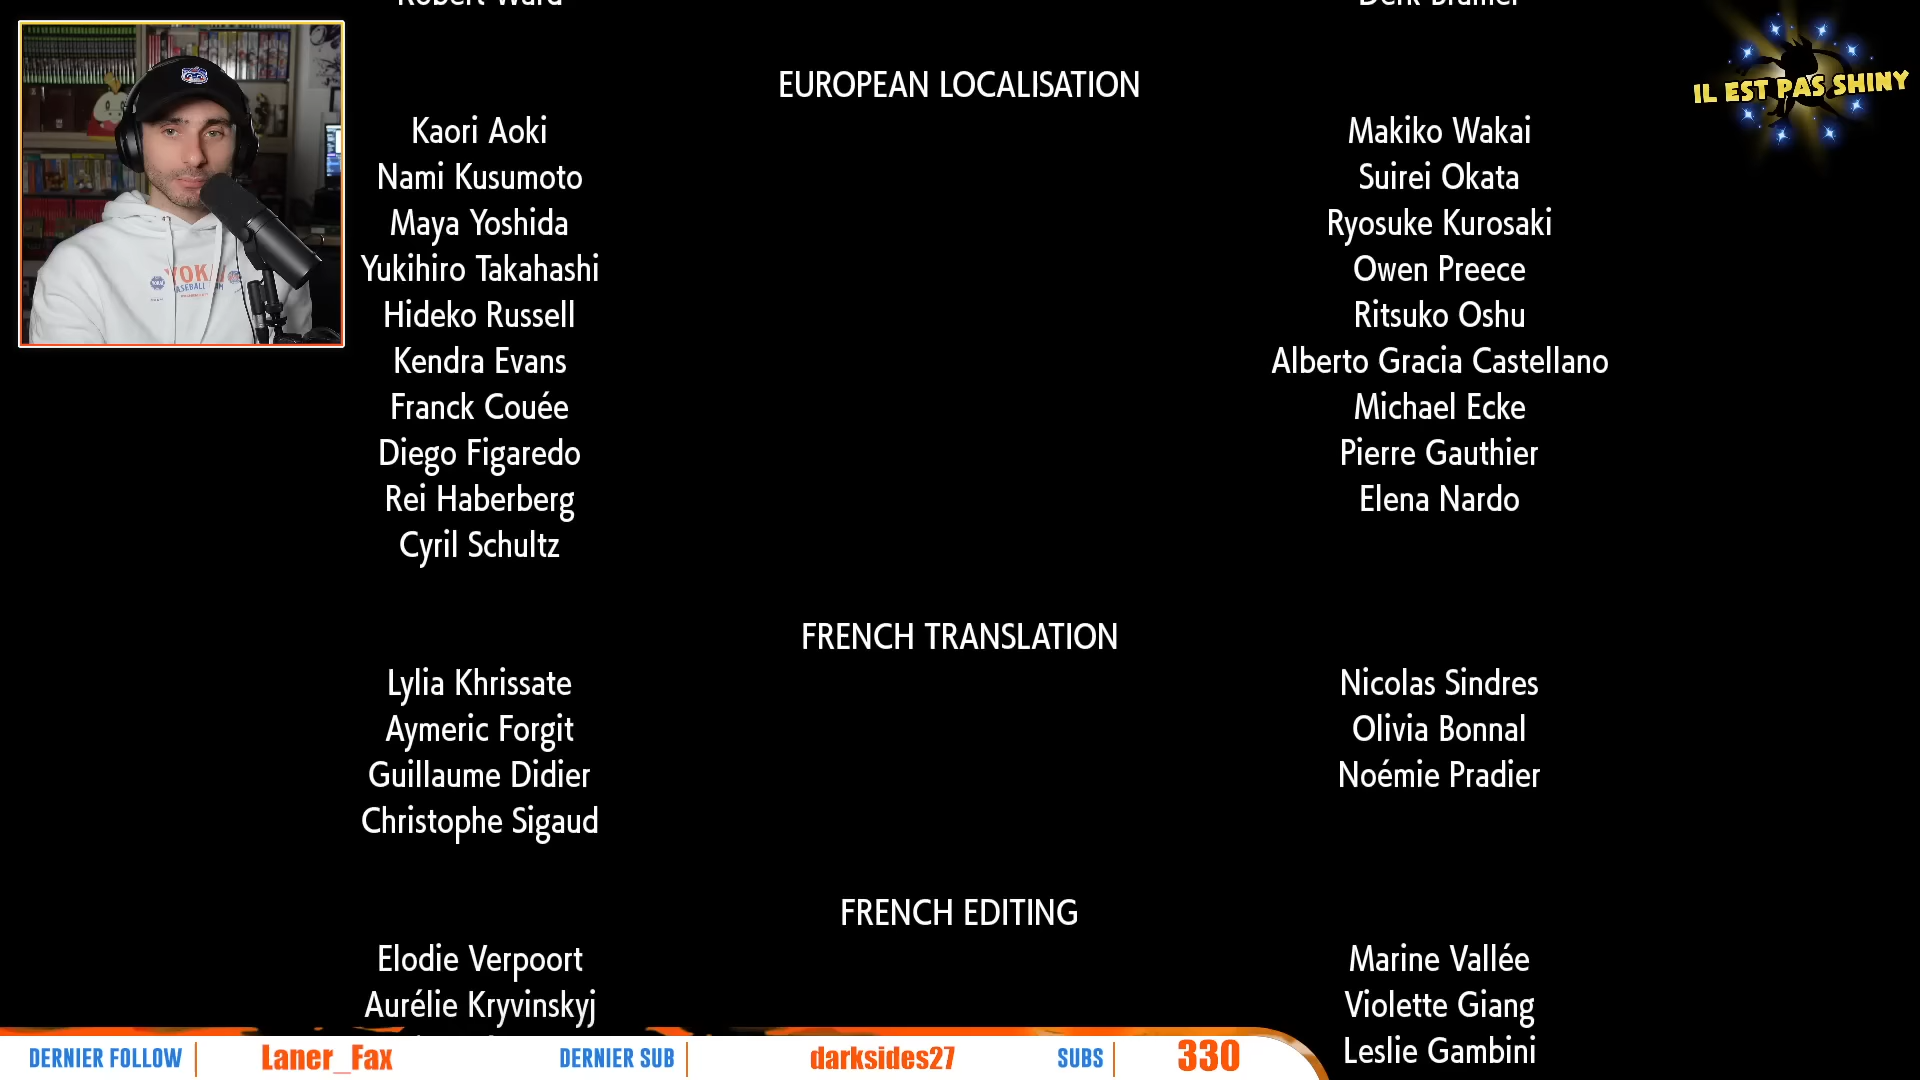 Robert Ward
IL EST PAS SHINY
EUROPEAN LOCALISATION
Kaori Aoki
Makiko Wakai
Nami Kusumoto
Suirei Okata
Maya Yoshida
Ryosuke Kurosaki
Yukihiro Takahashi
Owen Preece
Hideko Russell
Ritsuko Oshu
Kendra Evans
Alberto Gracia Castellano
Franck Couée
Michael Ecke
Diego Figaredo
Pierre Gauthier
Rei Haberberg
Elena Nardo
Cyril Schultz
FRENCH TRANSLATION
Lylia Khrissate
Nicolas Sindres
Aymeric Forgit
Olivia Bonnal
Guillaume Didier
Noémie Pradier
Christophe Sigaud
FRENCH EDITING
Elodie Verpoort
Marine Vallée
Aurélie Kryvinskyj
Violette Giang
Leslie Gambini
DERNIER FOLLOW
Laner_Fax
DERNIER SUB
darksides27
SUBS
330